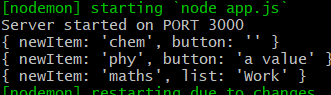 [nodemon] starting `node app.js`
Server started on PORT 3000
{ newItem: 'chem', button: '' }
{ newItem: 'phy', button: 'a value' }
{ newItem: 'maths', list: 'Work' }
[nodemon] restarting due to changes